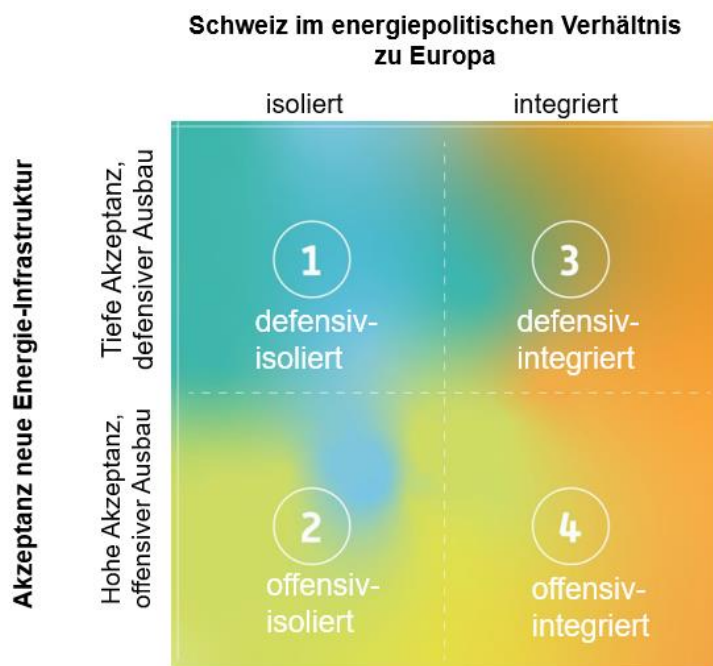 Schweiz im energiepolitischen Verhältnis
zu Europa
isoliert
integriert
Akzeptanz neue Energie-Infrastruktur
Tiefe Akzeptanz,
defensiver Ausbau
1
defensiv-
isoliert
3
defensiv-
integriert
Hohe Akzeptanz,
offensiver Ausbau
2
offensiv-
isoliert
4
offensiv-
integriert